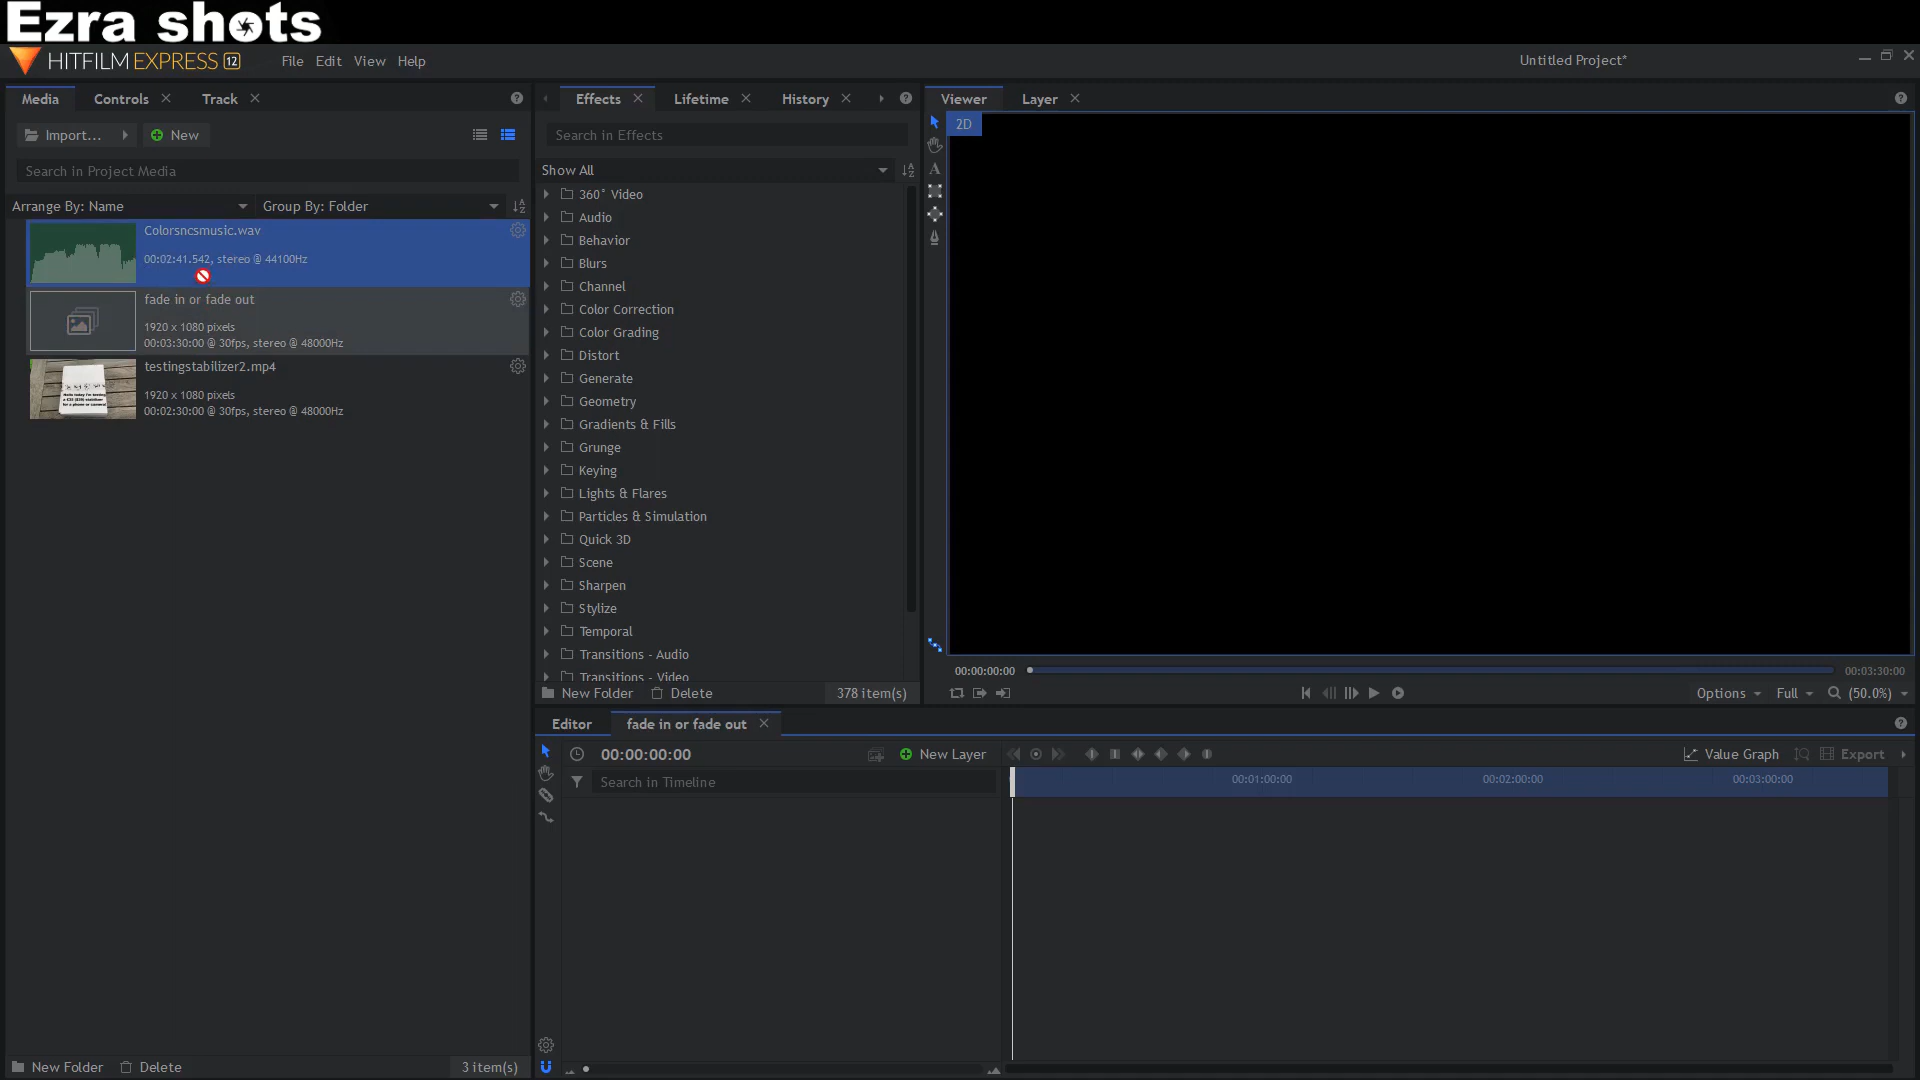 Ezra shots
HITFILM EXPRESS 12 File Edit View Help Untitled Project*
Media Controls Track
Import... New
Search in Project Media
Arrange By: Name Group By: Folder
Colorsncsmusic.wav
00:02:41.542, stereo @ 44100Hz
fade in or fade out
1920 x 1080 pixels
00:03:30:00 @ 30fps, stereo @ 48000Hz
testingstabilizer2.mp4
1920 x 1080 pixels
00:02:30:00 @ 30fps, stereo @ 48000Hz
New Folder Delete 3 item(s)
Effects Lifetime History
Search in Effects
Show All
360° Video
Audio
Behavior
Blurs
Channel
Color Correction
Color Grading
Distort
Generate
Geometry
Gradients & Fills
Grunge
Keying
Lights & Flares
Particles & Simulation
Quick 3D
Scene
Sharpen
Stylize
Temporal
Transitions - Audio
Transitions - Video
New Folder Delete 378 item(s)
Viewer Layer
2D
A
00:00:00:00 00:03:30:00
Options Full (50.0%)
Editor fade in or fade out
00:00:00:00 New Layer Value Graph Export
Search in Timeline 00:01:00:00 00:02:00:00 00:03:00:00